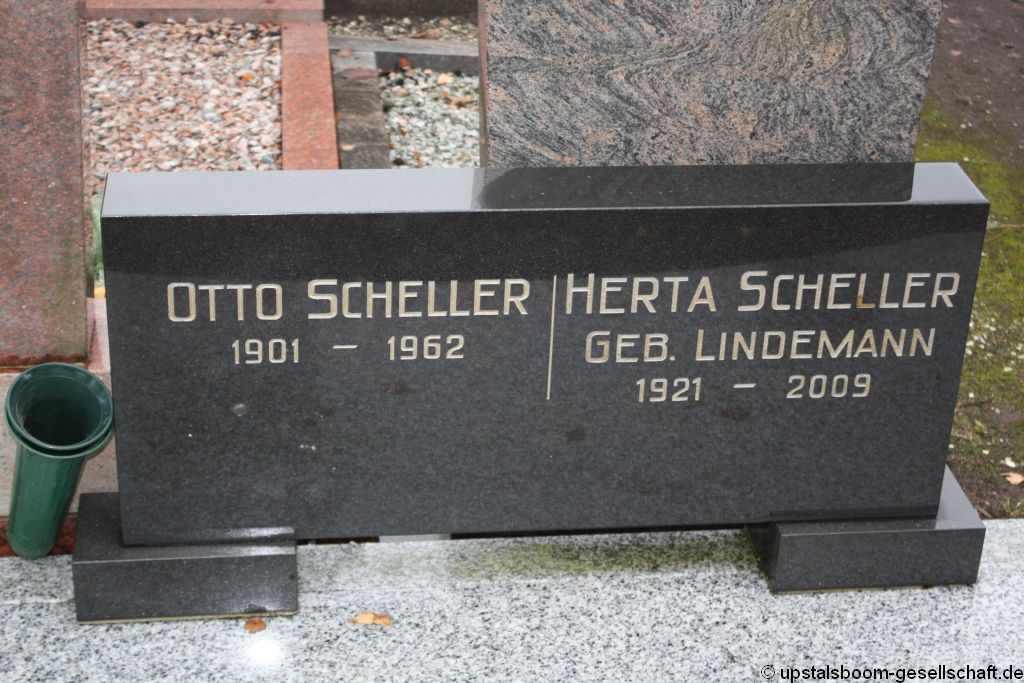 OTTO SCHELLER
1901 – 1962
HERTA SCHELLER
GEB. LINDEMANN
1921 – 2009
© upstalsboom-gesellschaft.de